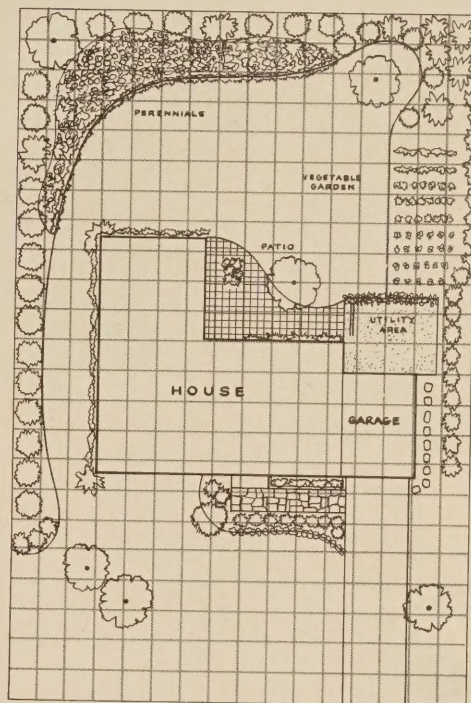 PERENNIALS
VEGETABLE
GARDEN
PATIO
UTILITY
AREA
HOUSE
GARAGE